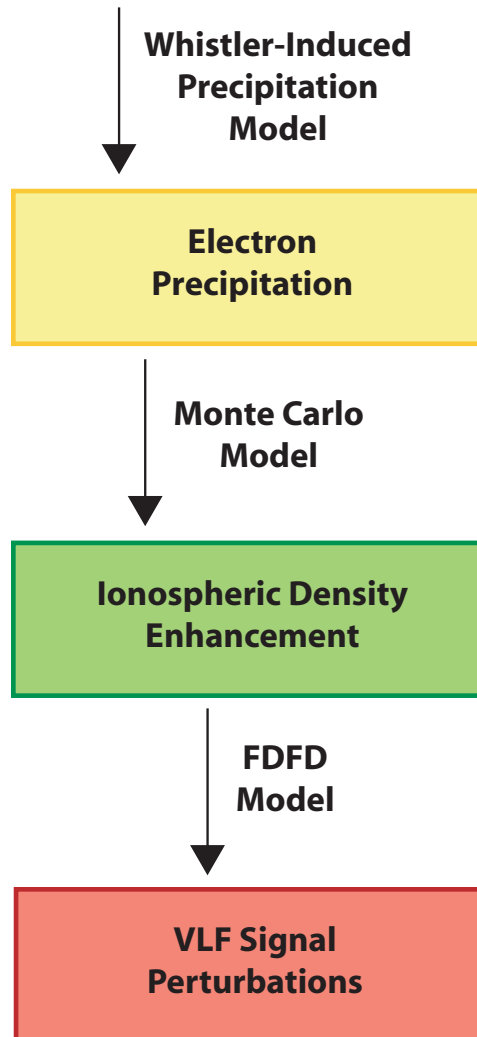 Whistler-Induced
Precipitation
Model
Electron
Precipitation
Monte Carlo
Model
Ionospheric Density
Enhancement
FDFD
Model
VLF Signal
Perturbations